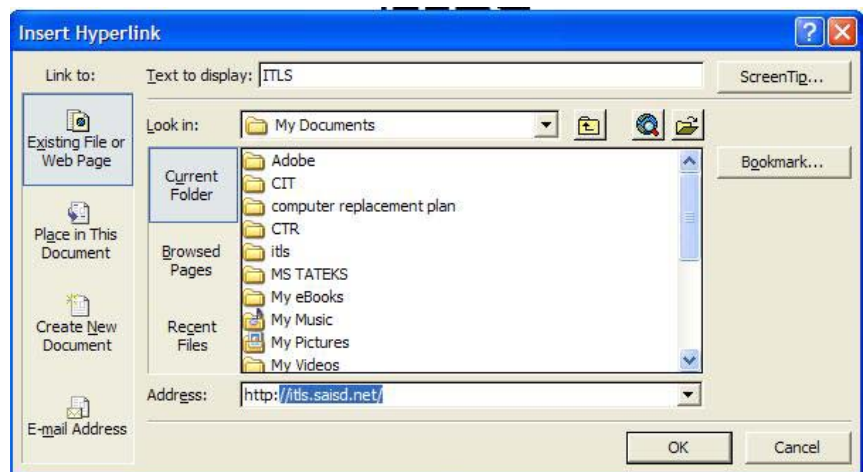 Insert Hyperlink
Link to:
Text to display: ITLS
ScreenTip...
Existing File or
Web Page
Place in This
Document
Create New
Document
E-mail Address
Look in:
My Documents
Current
Folder
Browsed
Pages
Recent
Files
Adobe
CIT
computer replacement plan
CTR
itls
MS TATEKS
My eBooks
My Music
My Pictures
My Videos
Bookmark...
Address: http://itls.saisd.net/
OK
Cancel